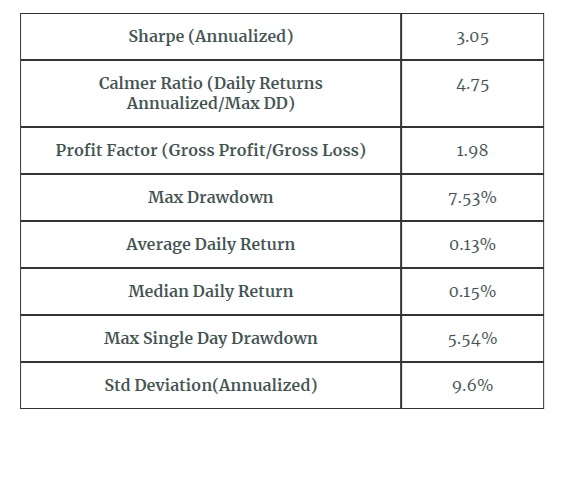 Sharpe (Annualized) 3.05
Calmer Ratio (Daily Returns 4.75
Annualized/Max DD)
Profit Factor (Gross Profit/Gross Loss) 1.98
Max Drawdown 7.53%
Average Daily Return 0.13%
Median Daily Return 0.15%
Max Single Day Drawdown 5.54%
Std Deviation(Annualized) 9.6%